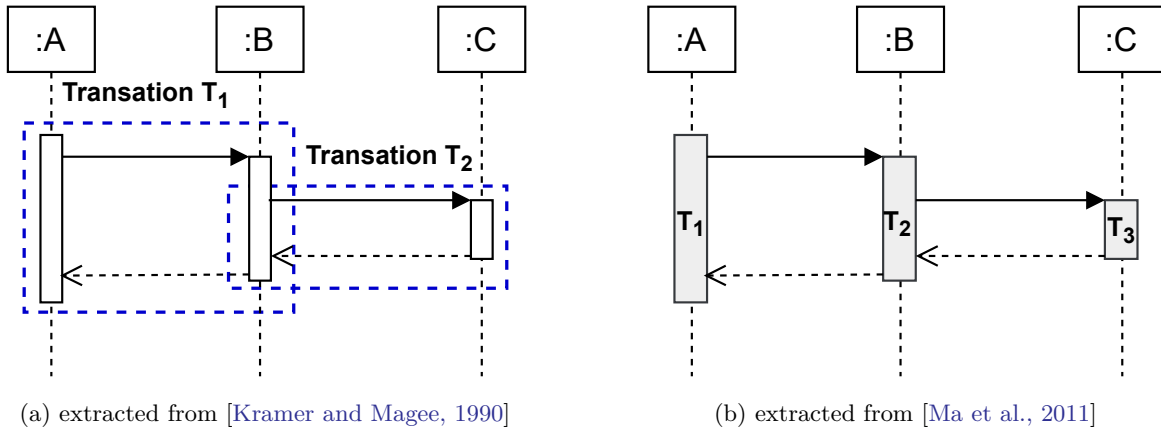 :A :B :C :A :B :C
Transation T₁
Transation T₂
T₁ T₂ T₃
(a) extracted from [Kramer and Magee, 1990] (b) extracted from [Ma et al., 2011]